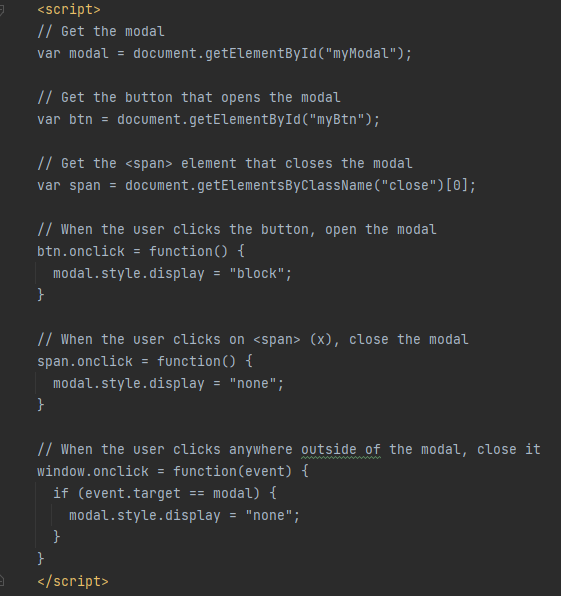 <script>
// Get the modal
var modal = document.getElementById("myModal");
// Get the button that opens the modal
var btn = document.getElementById("myBtn");
// Get the <span> element that closes the modal
var span = document.getElementsByClassName("close")[0];
// When the user clicks the button, open the modal
btn.onclick = function() {
  modal.style.display = "block";
}
// When the user clicks on <span> (x), close the modal
span.onclick = function() {
  modal.style.display = "none";
}
// When the user clicks anywhere outside of the modal, close it
window.onclick = function(event) {
  if (event.target == modal) {
    modal.style.display = "none";
  }
}
</script>